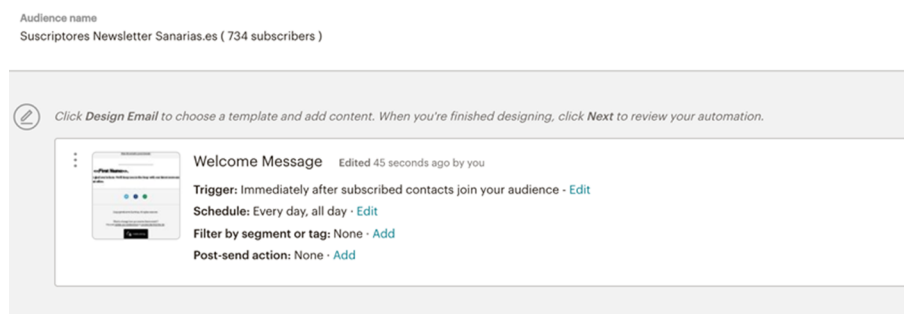 Audience name
Suscriptores Newsletter Sanarias.es ( 734 subscribers )
Click Design Email to choose a template and add content. When you're finished designing, click Next to review your automation.
Welcome Message Edited 45 seconds ago by you
Trigger: Immediately after subscribed contacts join your audience - Edit
Schedule: Every day, all day · Edit
Filter by segment or tag: None · Add
Post-send action: None · Add